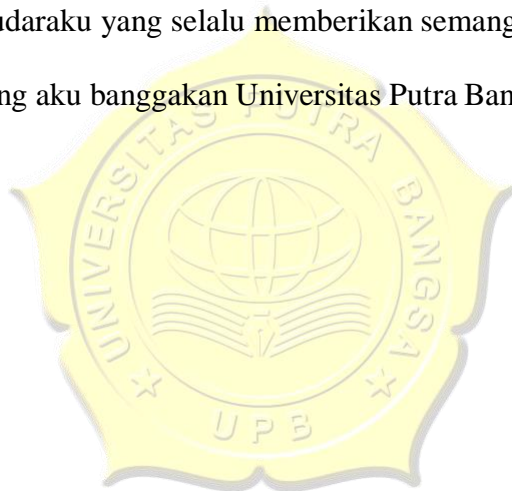 udaraku yang selalu memberikan semang
ng aku banggakan Universitas Putra Ban
UNIVERSITAS PUTRA BANGSA
UPB